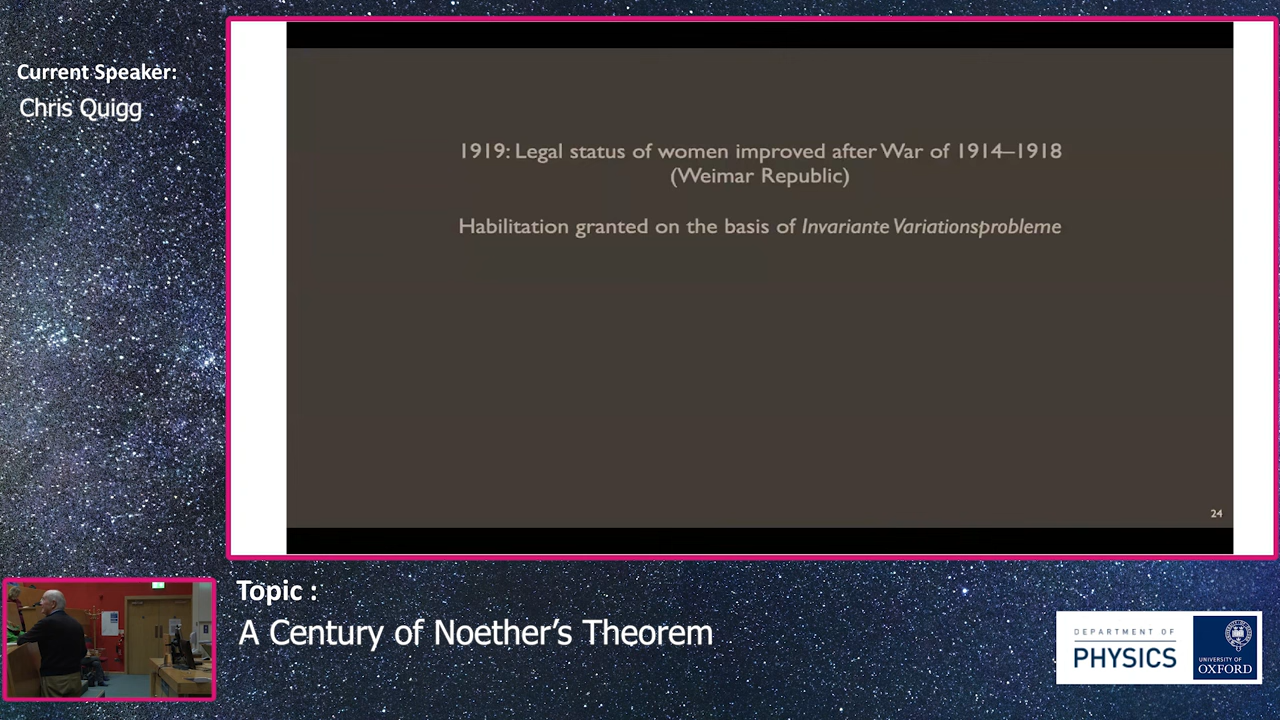 Current Speaker:
Chris Quigg
1919: Legal status of women improved after War of 1914–1918
(Weimar Republic)
Habilitation granted on the basis of Invariante Variationsprobleme
24
Topic :
A Century of Noether's Theorem
DEPARTMENT OF
PHYSICS
UNIVERSITY OF
OXFORD